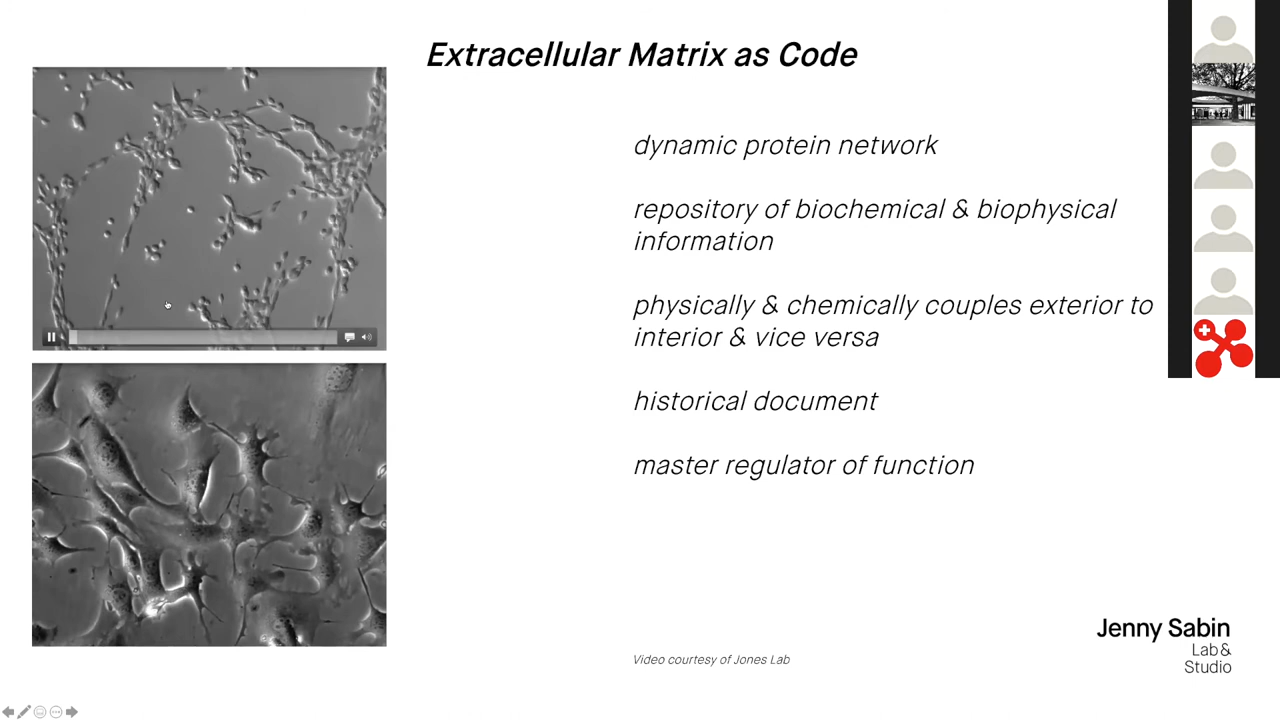 Extracellular Matrix as Code
dynamic protein network
repository of biochemical & biophysical
information
physically & chemically couples exterior to
interior & vice versa
historical document
master regulator of function
Video courtesy of Jones Lab
Jenny Sabin
Lab &
Studio